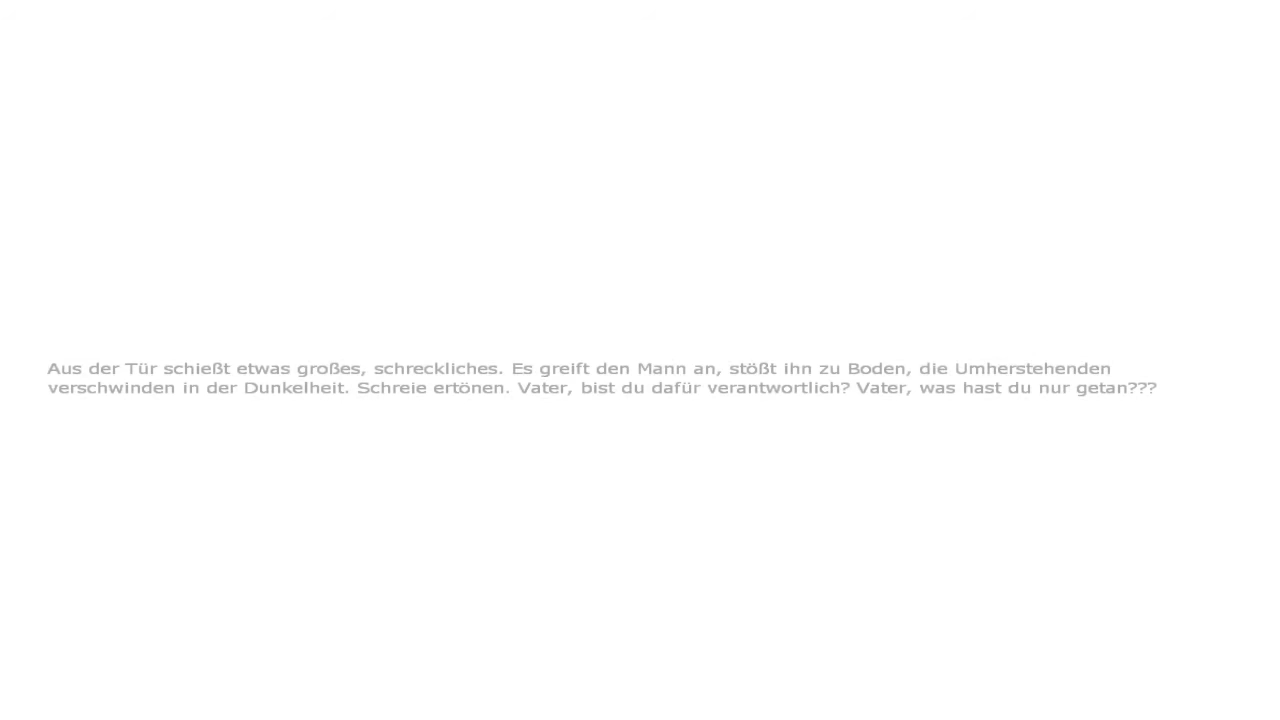 Aus der Tür schießt etwas großes, schreckliches. Es greift den Mann an, stößt ihn zu Boden, die Umherstehenden
verschwinden in der Dunkelheit. Schreie ertönen. Vater, bist du dafür verantwortlich? Vater, was hast du nur getan???